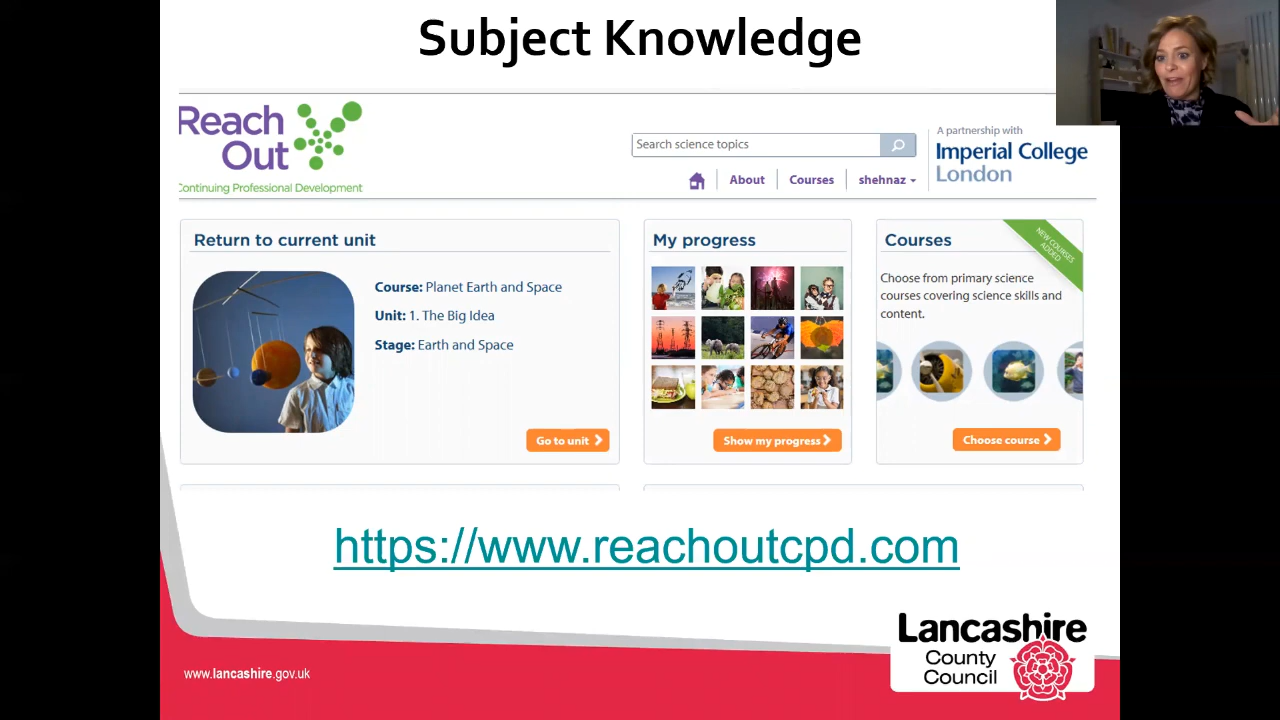 Subject Knowledge
Reach
Out
Continuing Professional Development
Search science topics
About
Courses
shehnaz
A partnership with
Imperial College
London
Return to current unit
Course: Planet Earth and Space
Unit: 1. The Big Idea
Stage: Earth and Space
Go to unit
My progress
Show my progress
Courses
NEW COURSES
ADDED
Choose from primary science
courses covering science skills and
content.
Choose course
https://www.reachoutcpd.com
www.lancashire.gov.uk
Lancashire
County
Council